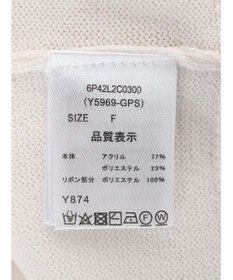 6P42L2C0300
(Y5969-GPS)
SIZE F
品質表示
本体 アクリル 77%
ポリエステル 23%
リボン部分 ポリエステル 100%
Y874